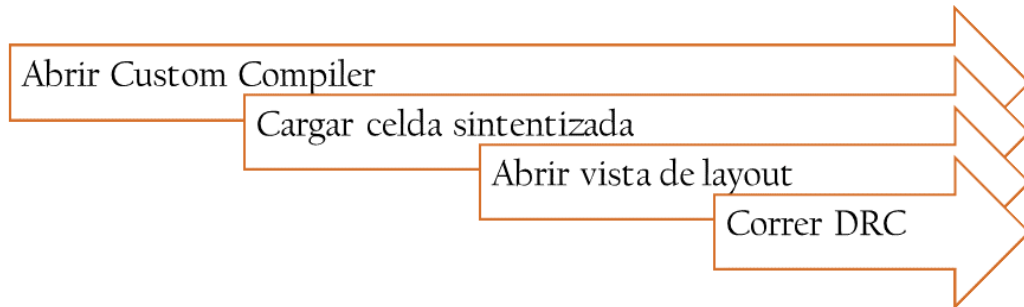 Abrir Custom Compiler
Cargar celda sintentizada
Abrir vista de layout
Correr DRC